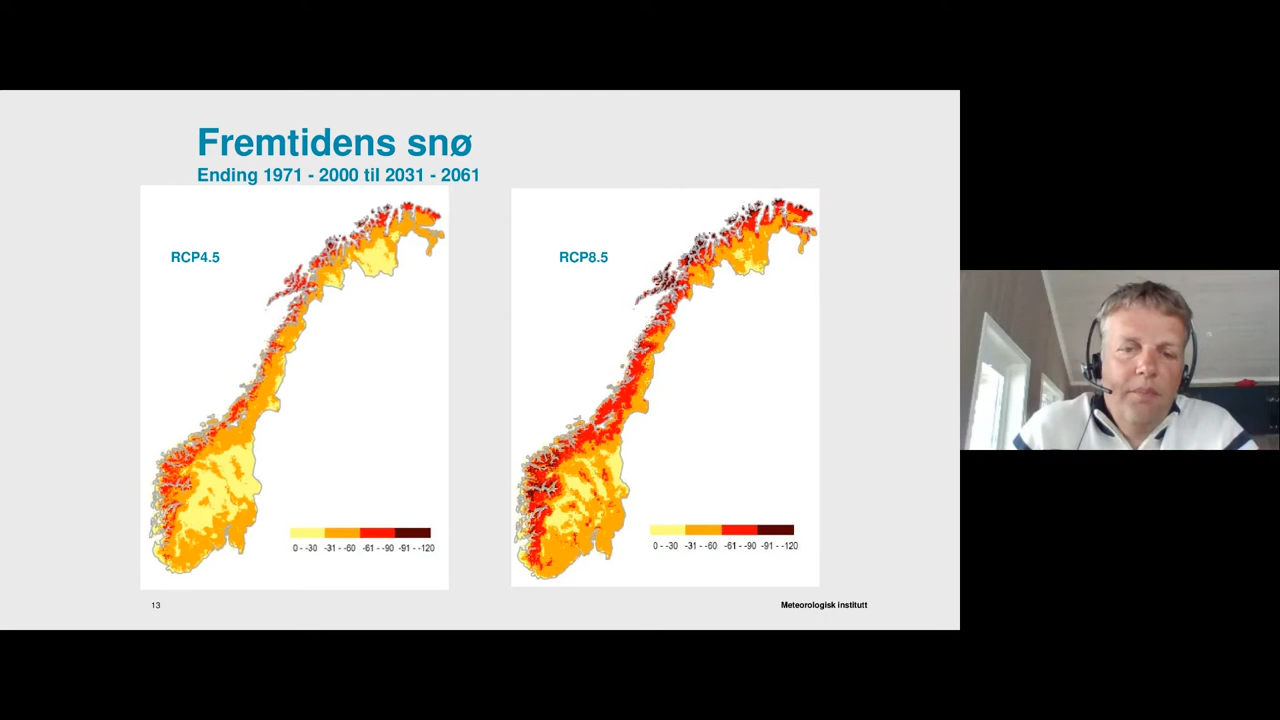 Fremtidens snø
Ending 1971 - 2000 til 2031 - 2061
RCP4.5
0 - -30 -31 - -60 -61 - -90 -91 - -120
RCP8.5
0 - -30 -31 - -60 -61 - -90 -91 - -120
13
Meteorologisk institutt